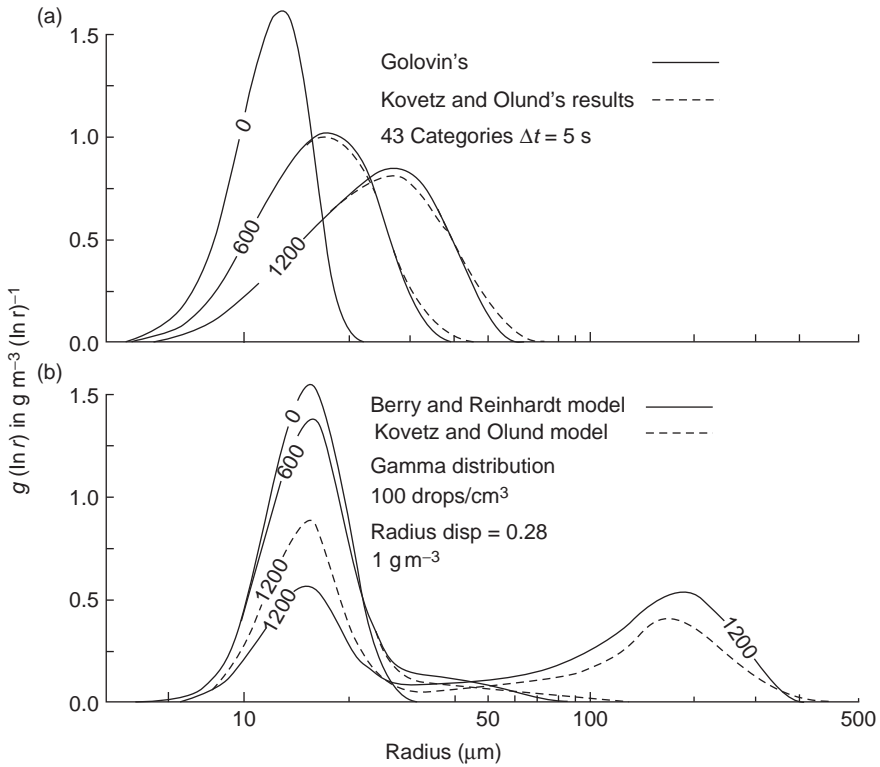 (a)
1.5
1.0
0.5
0.0
0
600
1200
Golovin's
Kovetz and Olund's results
43 Categories Δt = 5 s
g (ln r) in g m–3 (ln r)–1
(b)
1.5
1.0
0.5
0.0
0
600
1200
1200
1200
Berry and Reinhardt model
Kovetz and Olund model
Gamma distribution
100 drops/cm3
Radius disp = 0.28
1 g m–3
10
50
100
500
Radius (μm)